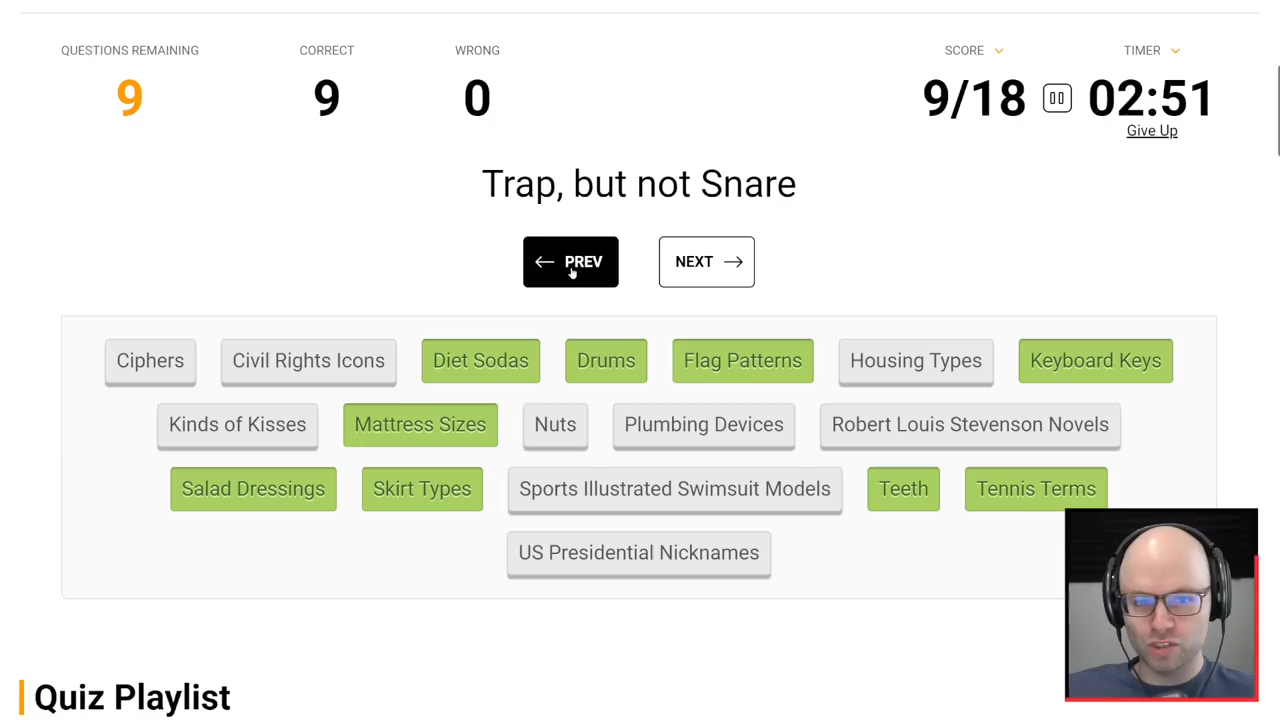 QUESTIONS REMAINING CORRECT WRONG SCORE TIMER
9 9 0 9/18 02:51
Give Up
Trap, but not Snare
PREV NEXT
Ciphers Civil Rights Icons Diet Sodas Drums Flag Patterns Housing Types Keyboard Keys
Kinds of Kisses Mattress Sizes Nuts Plumbing Devices Robert Louis Stevenson Novels
Salad Dressings Skirt Types Sports Illustrated Swimsuit Models Teeth Tennis Terms
US Presidential Nicknames
Quiz Playlist